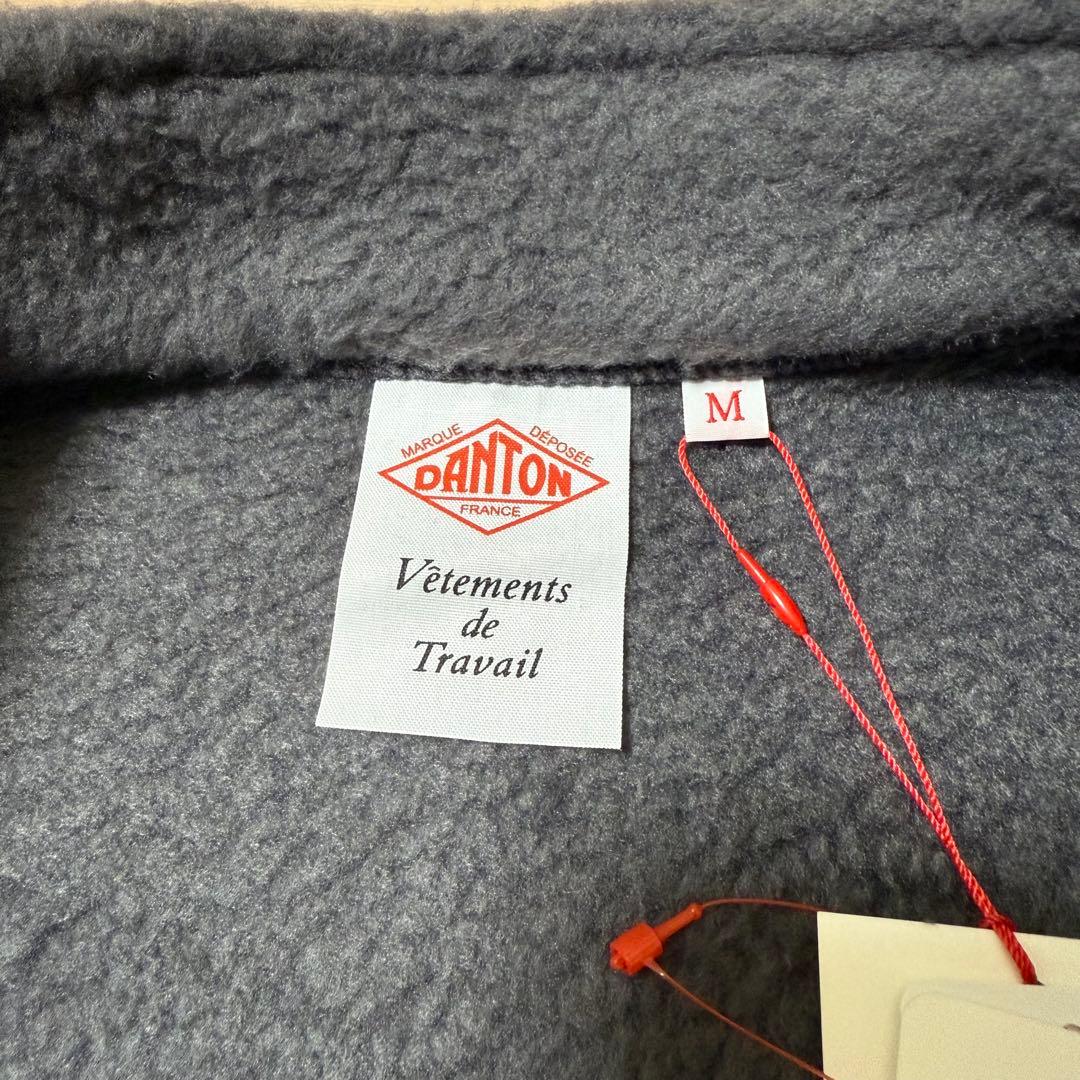 MARQUE DÉPOSÉE
DANTON
FRANCE
Vêtements
de
Travail
M